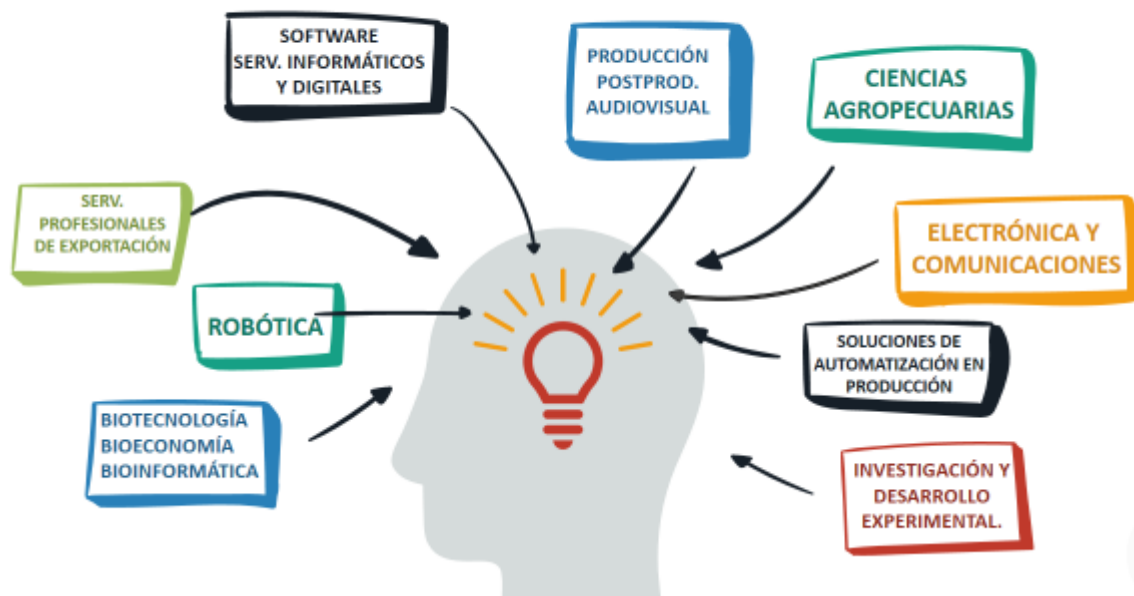 SOFTWARE
SERV. INFORMÁTICOS
Y DIGITALES
PRODUCCIÓN
POSTPROD.
AUDIOVISUAL
CIENCIAS
AGROPECUARIAS
SERV.
PROFESIONALES
DE EXPORTACIÓN
ELECTRÓNICA Y
COMUNICACIONES
ROBÓTICA
SOLUCIONES DE
AUTOMATIZACIÓN EN
PRODUCCIÓN
BIOTECNOLOGÍA
BIOECONOMÍA
BIOINFORMÁTICA
INVESTIGACIÓN Y
DESARROLLO
EXPERIMENTAL.